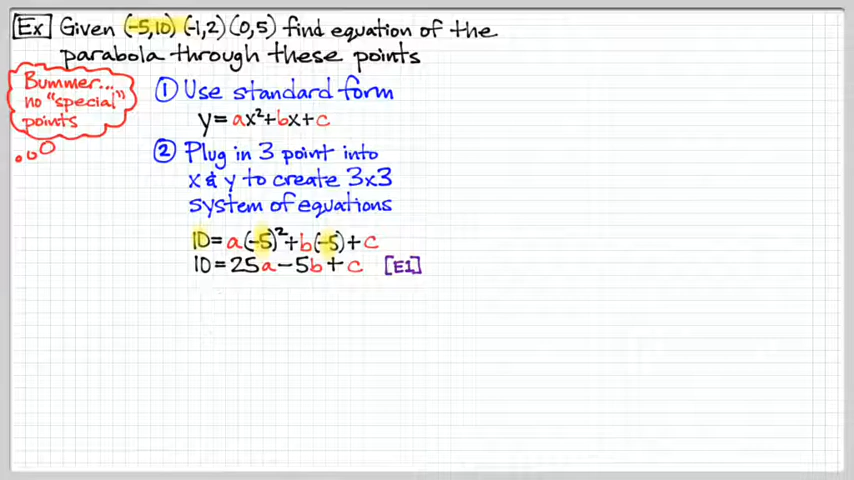 Ex Given (-5,10) (-1,2) (0,5) find equation of the
parabola through these points
Bummer...
no "special"
points
① Use standard form
y=ax²+bx+c
② Plug in 3 point into
x & y to create 3x3
system of equations
10=a(-5)²+b(-5)+c
10=25a-5b+c [E1]